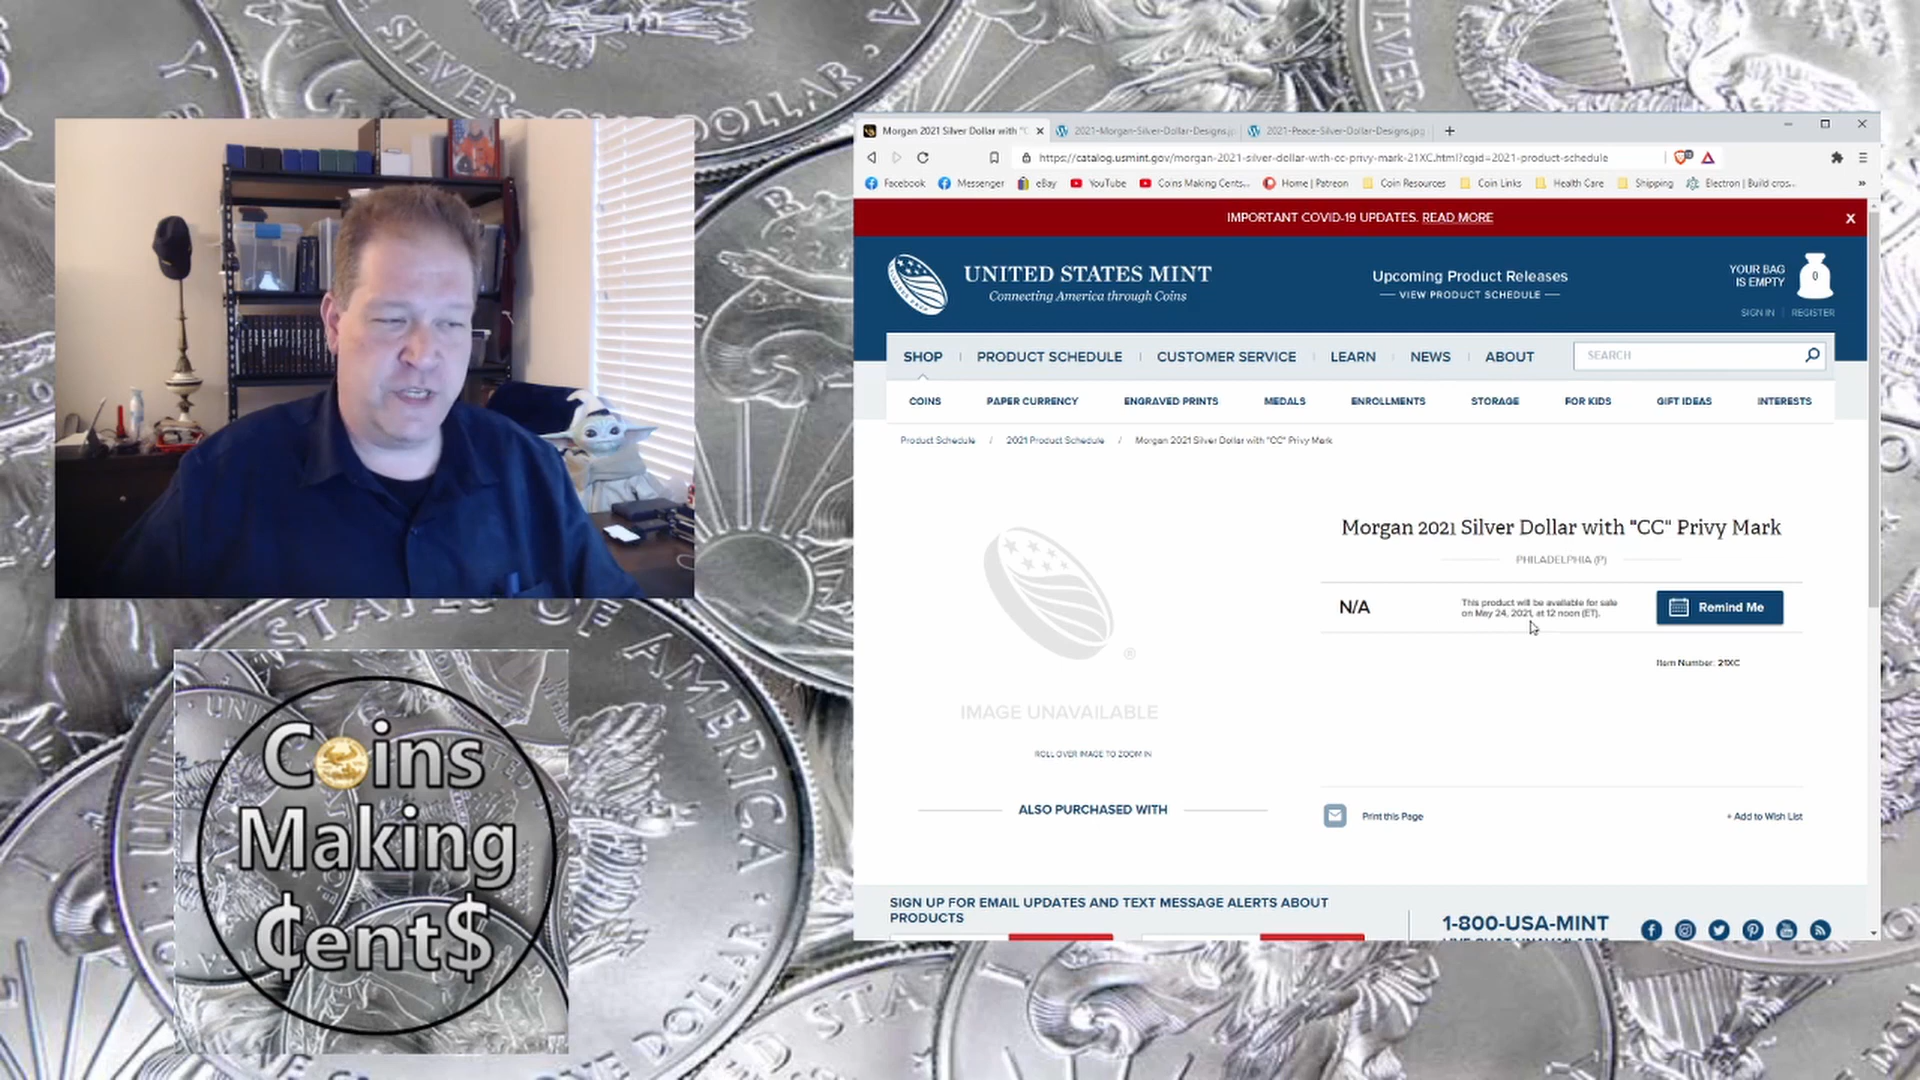 SILVER DOLLAR
Coins
Making
¢ent$
UNITED STATES OF AMERICA
Morgan 2021 Silver Dollar with "C
2021-Morgan-Silver-Dollar-Designs.jp
2021-Peace-Silver-Dollar-Designs.jpg
https://catalog.usmint.gov/morgan-2021-silver-dollar-with-cc-privy-mark-21XC.html?cgid=2021-product-schedule
Facebook Messenger eBay YouTube Coins Making Cents... Home | Patreon Coin Resources Coin Links Health Care Shipping Electron | Build cros... »
IMPORTANT COVID-19 UPDATES. READ MORE X
UNITED STATES MINT
Connecting America through Coins
Upcoming Product Releases
VIEW PRODUCT SCHEDULE
YOUR BAG
IS EMPTY
0
SIGN IN | REGISTER
SHOP PRODUCT SCHEDULE CUSTOMER SERVICE LEARN NEWS ABOUT SEARCH
COINS PAPER CURRENCY ENGRAVED PRINTS MEDALS ENROLLMENTS STORAGE FOR KIDS GIFT IDEAS INTERESTS
Product Schedule / 2021 Product Schedule / Morgan 2021 Silver Dollar with "CC" Privy Mark
Morgan 2021 Silver Dollar with "CC" Privy Mark
PHILADELPHIA (P)
N/A
This product will be available for sale
on May 24, 2021, at 12 noon (ET).
Remind Me
Item Number: 21XC
®
IMAGE UNAVAILABLE
ROLL OVER IMAGE TO ZOOM IN
ALSO PURCHASED WITH
Print this Page
+ Add to Wish List
SIGN UP FOR EMAIL UPDATES AND TEXT MESSAGE ALERTS ABOUT
PRODUCTS
1-800-USA-MINT